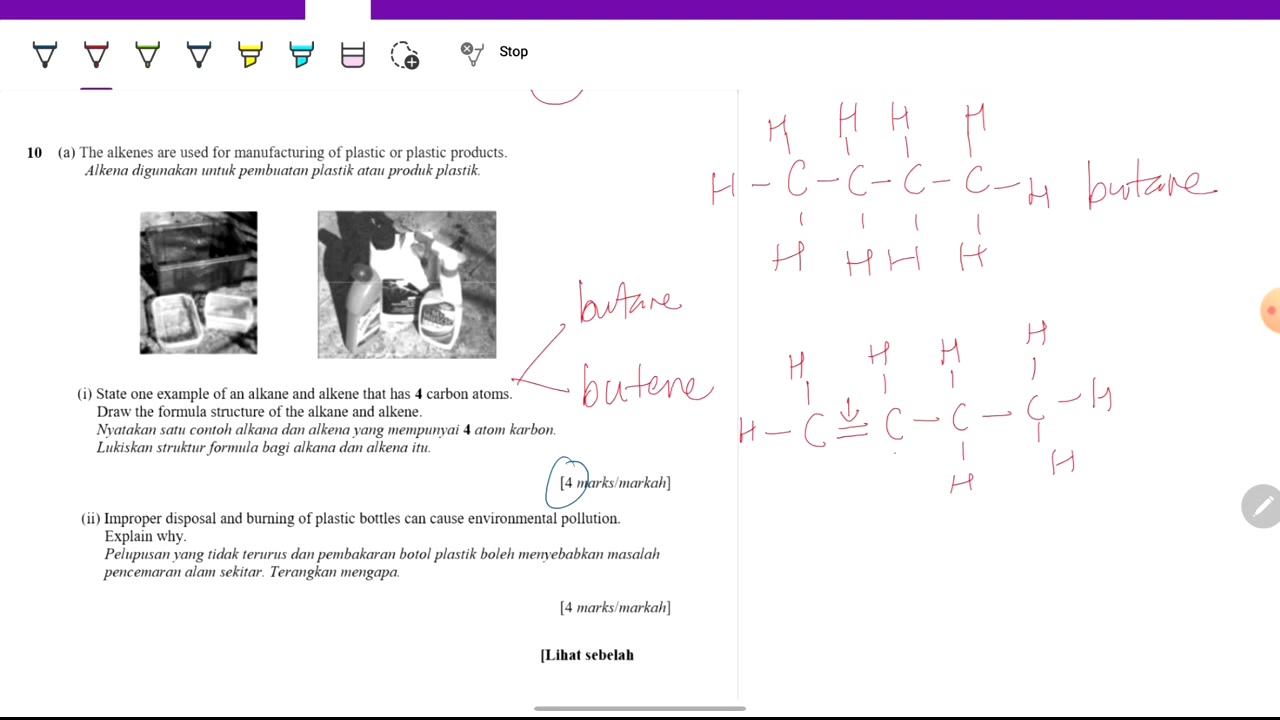 Stop
10 (a) The alkenes are used for manufacturing of plastic or plastic products.
Alkena digunakan untuk pembuatan plastik atau produk plastik.
(i) State one example of an alkane and alkene that has 4 carbon atoms.
Draw the formula structure of the alkane and alkene.
Nyatakan satu contoh alkana dan alkena yang mempunyai 4 atom karbon.
Lukiskan struktur formula bagi alkana dan alkena itu.
[4 marks/markah]
(ii) Improper disposal and burning of plastic bottles can cause environmental pollution.
Explain why.
Pelupusan yang tidak terurus dan pembakaran botol plastik boleh menyebabkan masalah
pencemaran alam sekitar. Terangkan mengapa.
[4 marks/markah]
[Lihat sebelah
butane
butene
H H H H
H - C - C - C - C - H butane
H H H H
H H H H
H - C = C - C - C - H
H H